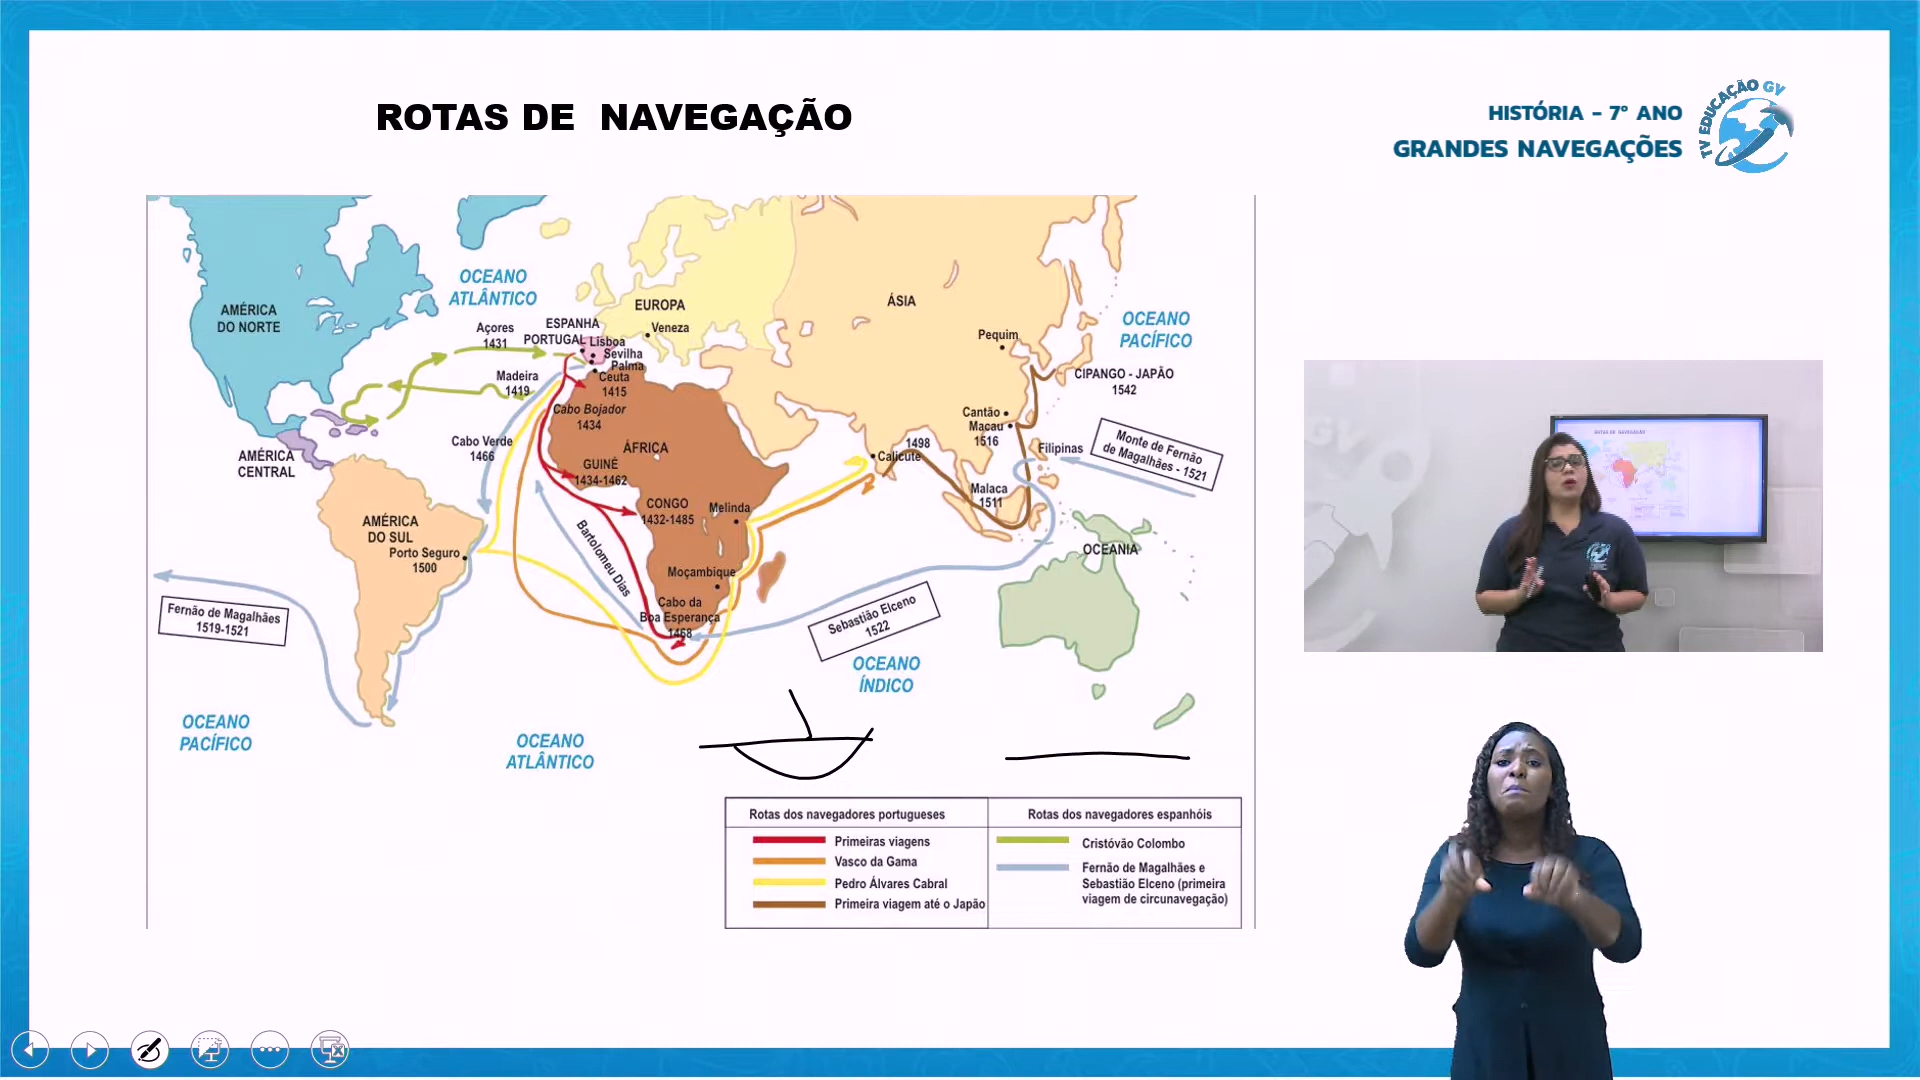 ROTAS DE  NAVEGAÇÃO
HISTÓRIA - 7º ANO
GRANDES NAVEGAÇÕES
TV EDUCAÇÃO GV
OCEANO
ATLÂNTICO
AMÉRICA
DO NORTE
EUROPA
ÁSIA
OCEANO
PACÍFICO
Açores
1431
ESPANHA
PORTUGAL
Lisboa
Veneza
Sevilha
Palma
Ceuta
1415
Pequim
Madeira
1419
CIPANGO - JAPÃO
1542
Cabo Bojador
1434
Cantão
Macau
1516
Cabo Verde
1466
ÁFRICA
1498
Calicute
Filipinas
Monte de Fernão
de Magalhães - 1521
AMÉRICA
CENTRAL
GUINÉ
1434-1462
Malaca
1511
CONGO
1432-1485
Melinda
AMÉRICA
DO SUL
Porto Seguro
1500
Bartolomeu Dias
OCEANIA
Moçambique
Cabo da
Boa Esperança
1468
Fernão de Magalhães
1519-1521
Sebastião Elceno
1522
OCEANO
ÍNDICO
OCEANO
PACÍFICO
OCEANO
ATLÂNTICO
Rotas dos navegadores portugueses
Primeiras viagens
Vasco da Gama
Pedro Álvares Cabral
Primeira viagem até o Japão
Rotas dos navegadores espanhóis
Cristóvão Colombo
Fernão de Magalhães e
Sebastião Elceno (primeira
viagem de circunavegação)
ROTAS DE NAVEGAÇÃO